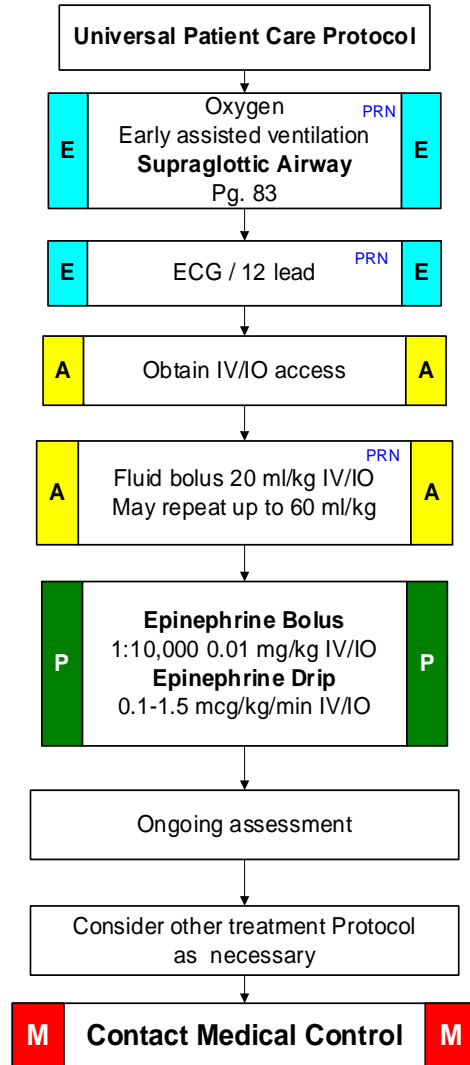 Universal Patient Care Protocol
Oxygen PRN
Early assisted ventilation
E Supraglottic Airway E
Pg. 83
PRN
E ECG / 12 lead E
A Obtain IV/IO access A
PRN
Fluid bolus 20 ml/kg IV/IO
A May repeat up to 60 ml/kg A
Epinephrine Bolus
P 1:10,000 0.01 mg/kg IV/IO P
Epinephrine Drip
0.1-1.5 mcg/kg/min IV/IO
Ongoing assessment
Consider other treatment Protocol
as necessary
M Contact Medical Control M